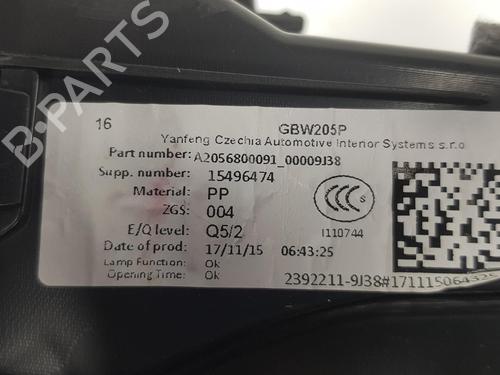 16 GBW205P
Yanfeng Czechia Automotive Interior Systems s.r.o
Part number: A2056800091_00009J38
Supp. number: 15496474
Material: PP
ZGS: 004
E/Q level: Q5/2
Date of prod: 17/11/15 06:43:25
Lamp Function: Ok
Opening Time: Ok
CCC
I110744
2392211-9J38#171115064325
B-PARTS